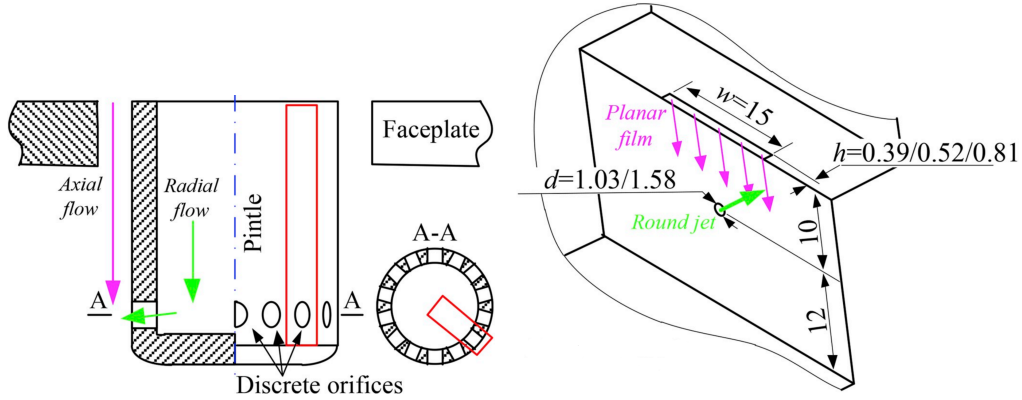 Faceplate
Axial
flow
Radial
flow
Pintle
A-A
A
A
Discrete orifices
w=15
Planar
film
h=0.39/0.52/0.81
d=1.03/1.58
Round jet
10
12